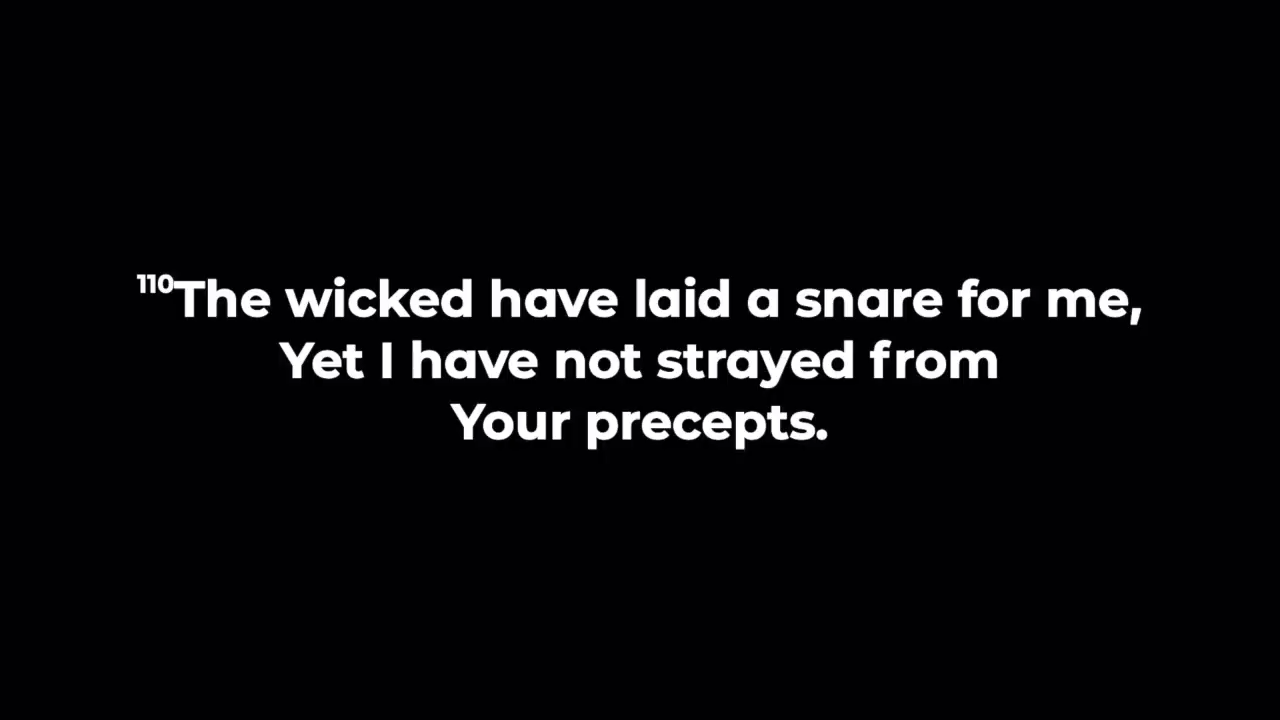 110The wicked have laid a snare for me,
Yet I have not strayed from
Your precepts.